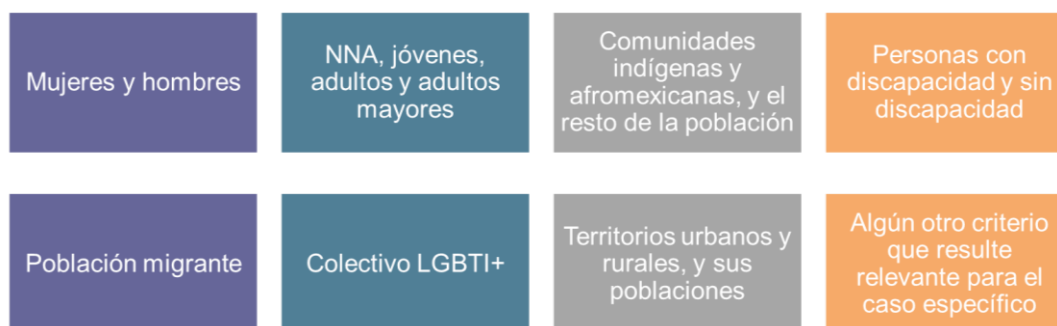 Mujeres y hombres
NNA, jóvenes,
adultos y adultos
mayores
Comunidades
indígenas y
afromexicanas, y el
resto de la población
Personas con
discapacidad y sin
discapacidad
Población migrante
Colectivo LGBTI+
Territorios urbanos y
rurales, y sus
poblaciones
Algún otro criterio
que resulte
relevante para el
caso específico